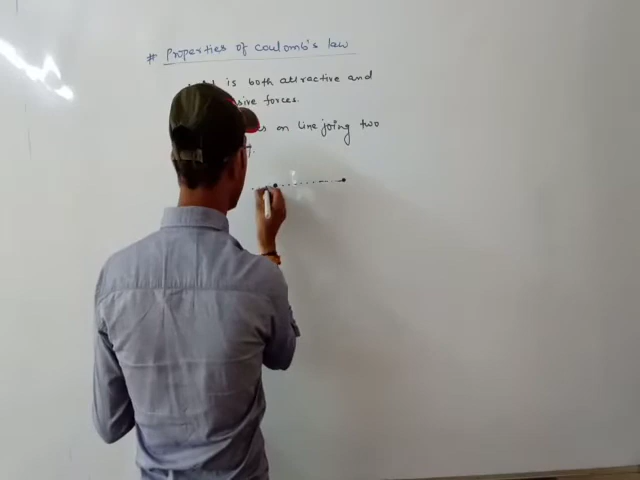 # Properties of Coulomb's law
is both attractive and
sive forces.
on line joing two